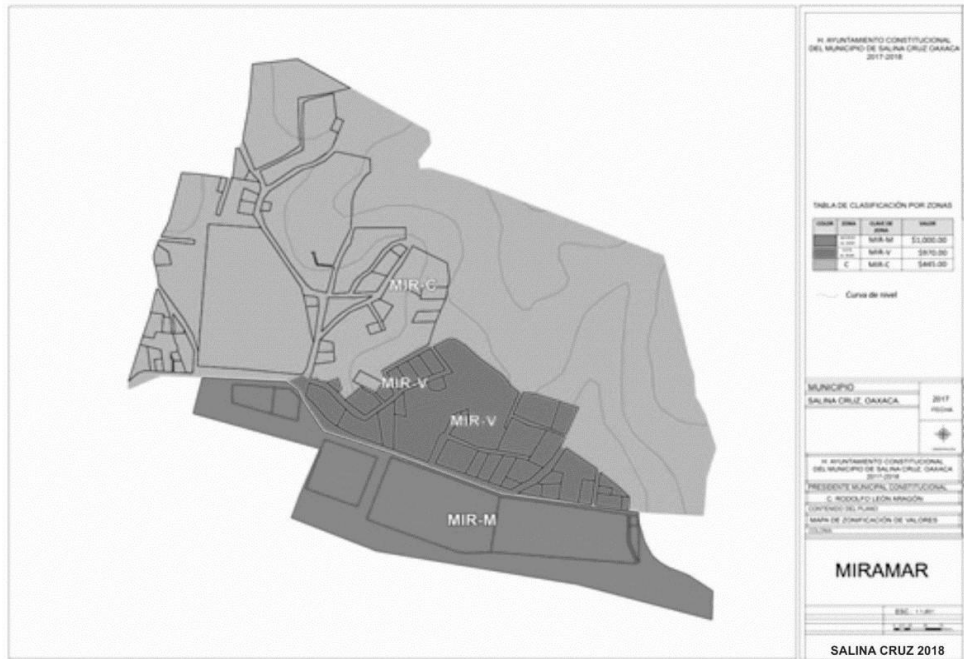 H. AYUNTAMIENTO CONSTITUCIONAL
DEL MUNICIPIO DE SALINA CRUZ OAXACA
2017-2018
TABLA DE CLASIFICACIÓN POR ZONAS
COLOR ZONA CLAVE DE ZONA VALOR
MIR-M $1,000.00
MIR-V $970.00
C MIR-C $445.00
Curva de nivel
MIR-C
MIR-V
MIR-V
MIR-M
MUNICIPIO
SALINA CRUZ, OAXACA.
2017
FECHA
H. AYUNTAMIENTO CONSTITUCIONAL
DEL MUNICIPIO DE SALINA CRUZ, OAXACA
2017-2018
PRESIDENTE MUNICIPAL CONSTITUCIONAL
C. RODOLFO LEÓN ARAGÓN
CONTENIDO DEL PLANO
MAPA DE ZONIFICACIÓN DE VALORES
COLONIA
MIRAMAR
ESC.:
SALINA CRUZ 2018